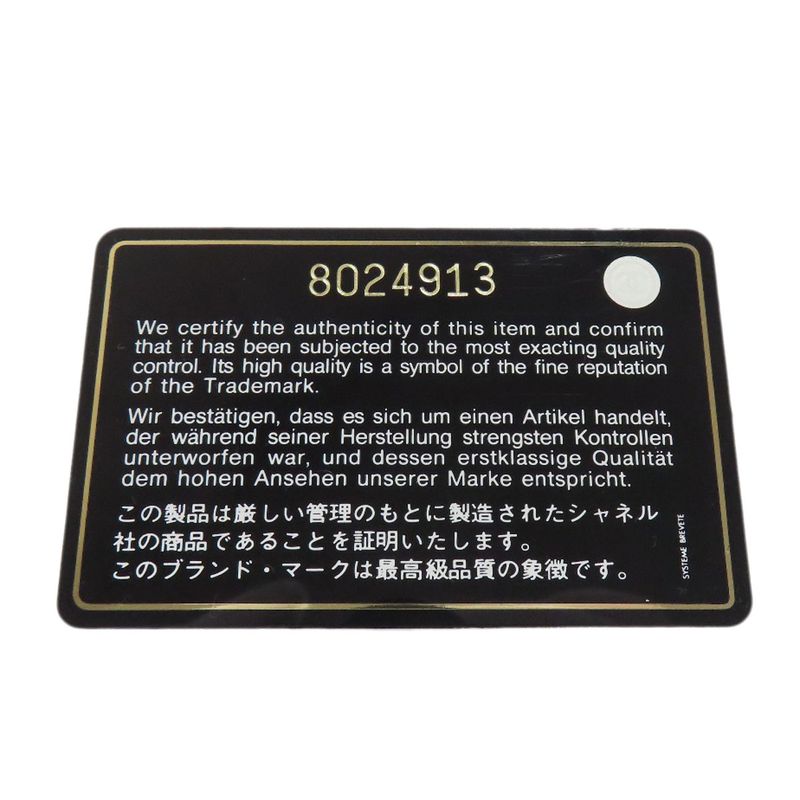 8024913
We certify the authenticity of this item and confirm
that it has been subjected to the most exacting quality
control. Its high quality is a symbol of the fine reputation
of the Trademark.
Wir bestätigen, dass es sich um einen Artikel handelt,
der während seiner Herstellung strengsten Kontrollen
unterworfen war, und dessen erstklassige Qualität
dem hohen Ansehen unserer Marke entspricht.
この製品は厳しい管理のもとに製造されたシャネル
社の商品であることを証明いたします。
このブランド・マークは最高級品質の象徴です。
SYSTEME BREVETE